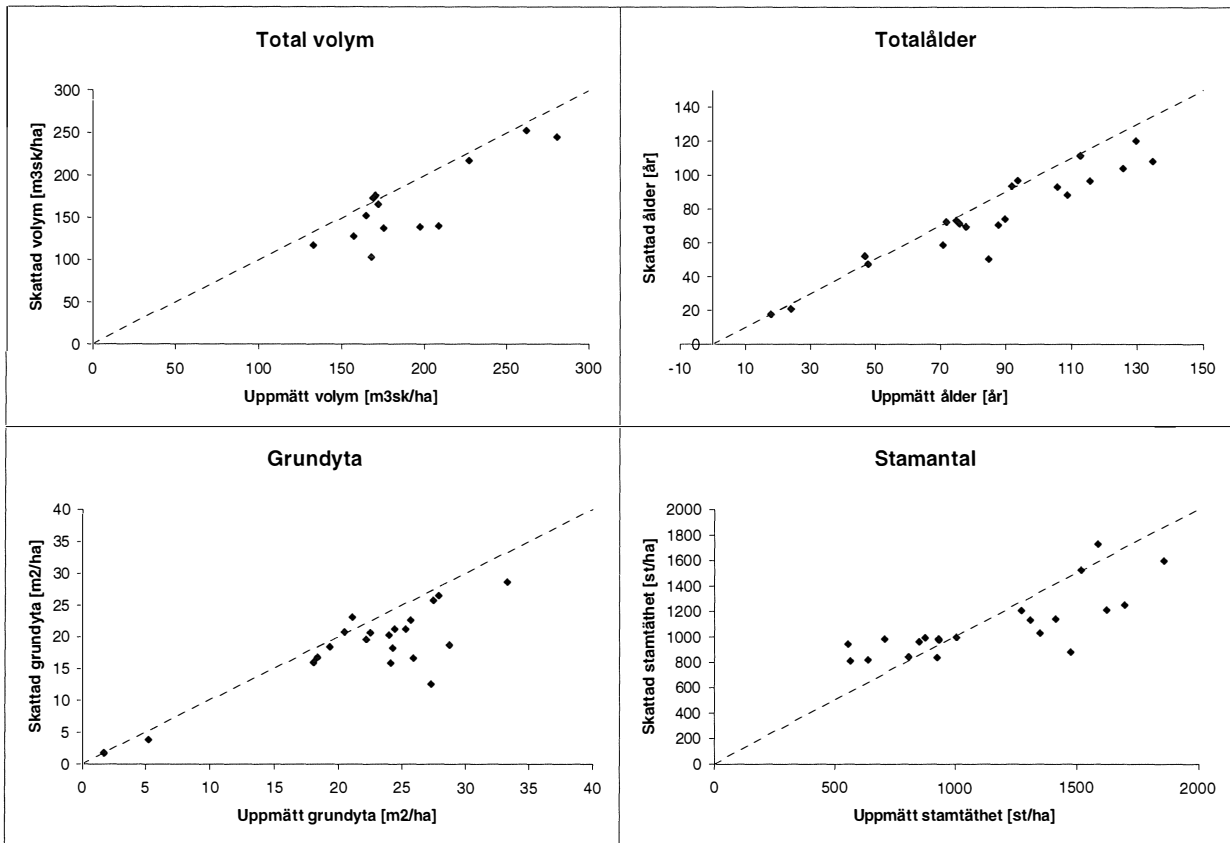 Total volym
300
250
200
150
100
50
0
0 50 100 150 200 250 300
Skattad volym [m3sk/ha]
Uppmätt volym [m3sk/ha]
Totalålder
140
120
100
80
60
40
20
0
-10 10 30 50 70 90 110 130 150
Skattad ålder [år]
Uppmätt ålder [år]
Grundyta
40
35
30
25
20
15
10
5
0
0 5 10 15 20 25 30 35 40
Skattad grundyta [m2/ha]
Uppmätt grundyta [m2/ha]
Stamantal
2000
1800
1600
1400
1200
1000
800
600
400
200
0
0 500 1000 1500 2000
Skattad stamtäthet [st/ha]
Uppmätt stamtäthet [st/ha]